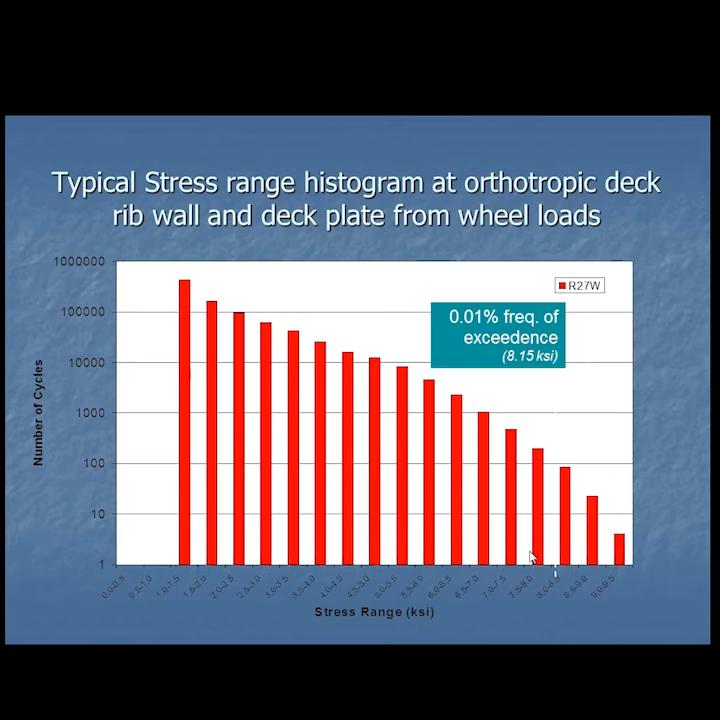 Typical Stress range histogram at orthotropic deck
rib wall and deck plate from wheel loads
1000000
R27W
100000
0.01% freq. of
exceedence
(8.15 ksi)
10000
Number of Cycles
1000
100
10
1
0.0-0.5 0.5-1.0 1.0-1.5 1.5-2.0 2.0-2.5 2.5-3.0 3.0-3.5 3.5-4.0 4.0-4.5 4.5-5.0 5.0-5.5 5.5-6.0 6.0-6.5 6.5-7.0 7.0-7.5 7.5-8.0 8.0-8.5 8.5-9.0 9.0-9.5
Stress Range (ksi)